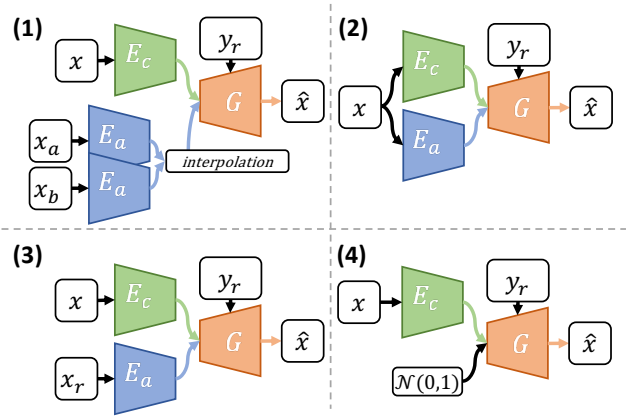 (1)
x
E_c
y_r
G
x̂
x_a
E_a
x_b
E_a
interpolation
(2)
x
E_c
E_a
y_r
G
x̂
(3)
x
E_c
y_r
G
x̂
x_r
E_a
(4)
x
E_c
y_r
G
x̂
𝒩(0,1)